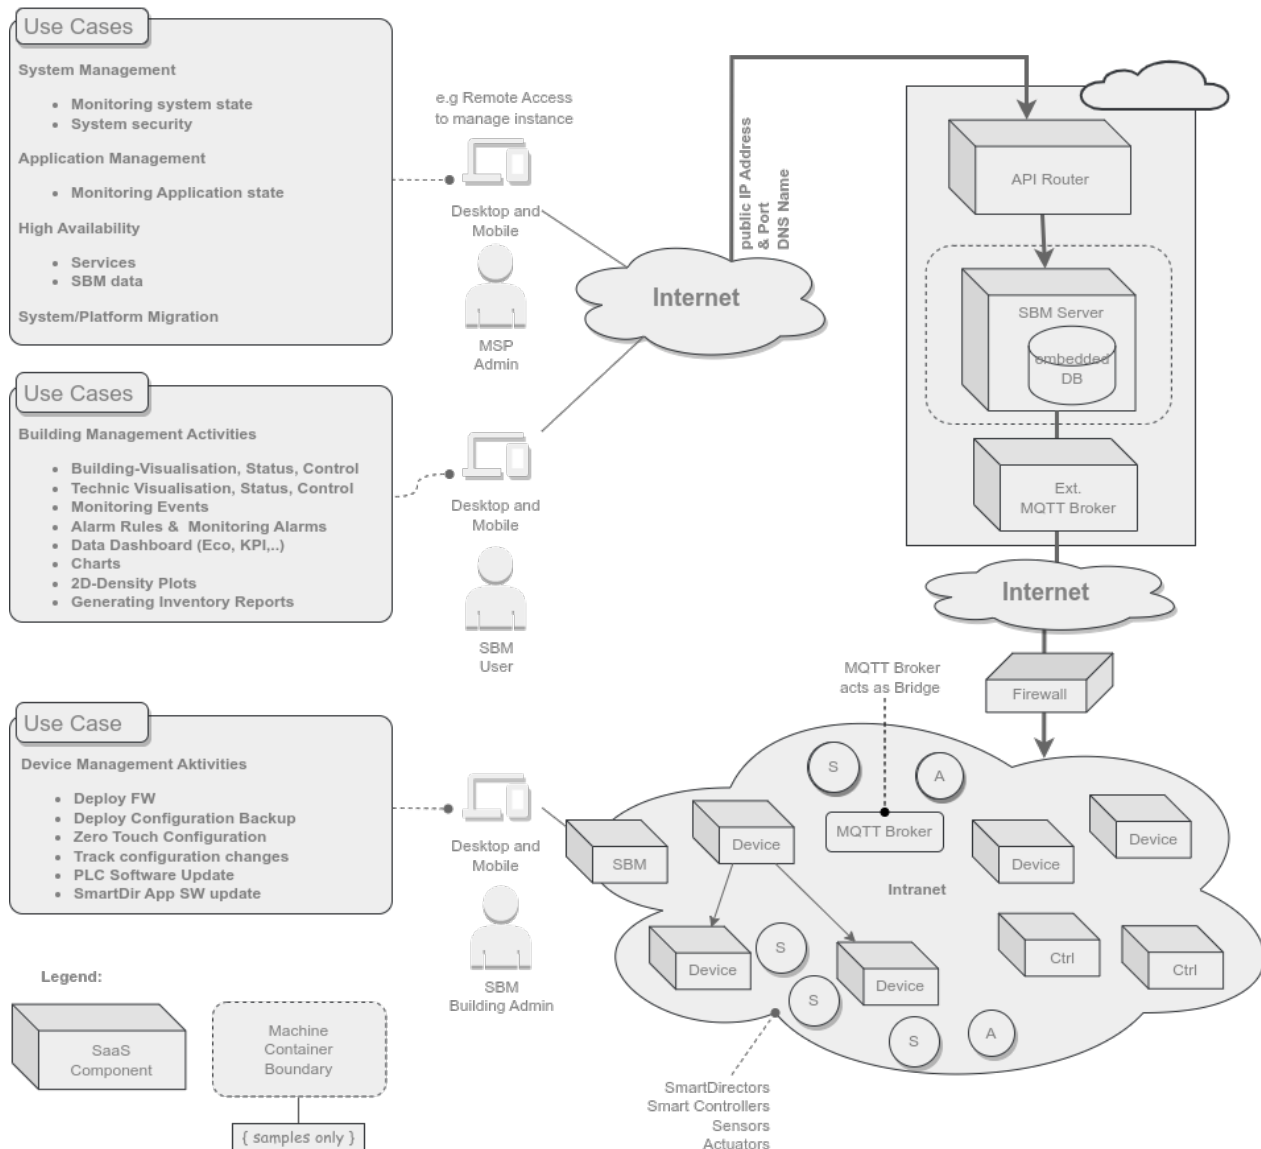 Use Cases
System Management
• Monitoring system state
• System security
Application Management
• Monitoring Application state
High Availability
• Services
• SBM data
System/Platform Migration
e.g Remote Access
to manage instance
Desktop and
Mobile
MSP
Admin
Internet
public IP Address
& Port
DNS Name
API Router
SBM Server
embedded
DB
Ext.
MQTT Broker
Internet
Firewall
Use Cases
Building Management Activities
• Building-Visualisation, Status, Control
• Technic Visualisation, Status, Control
• Monitoring Events
• Alarm Rules & Monitoring Alarms
• Data Dashboard (Eco, KPI,..)
• Charts
• 2D-Density Plots
• Generating Inventory Reports
Desktop and
Mobile
SBM
User
MQTT Broker
acts as Bridge
Use Case
Device Management Aktivities
• Deploy FW
• Deploy Configuration Backup
• Zero Touch Configuration
• Track configuration changes
• PLC Software Update
• SmartDir App SW update
Desktop and
Mobile
SBM
Building Admin
S
A
SBM
Device
MQTT Broker
Device
Device
Intranet
Device
S
Device
Ctrl
Ctrl
S
S
A
SmartDirectors
Smart Controllers
Sensors
Actuators
Legend:
SaaS
Component
Machine
Container
Boundary
{ samples only }